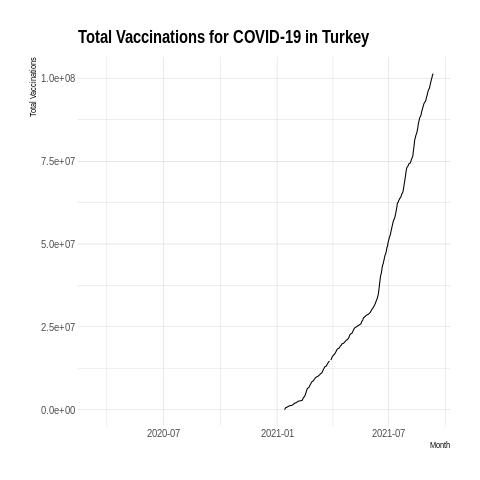 Total Vaccinations for COVID-19 in Turkey
Total Vaccinations
1.0e+08
7.5e+07
5.0e+07
2.5e+07
0.0e+00
2020-07
2021-01
2021-07
Month